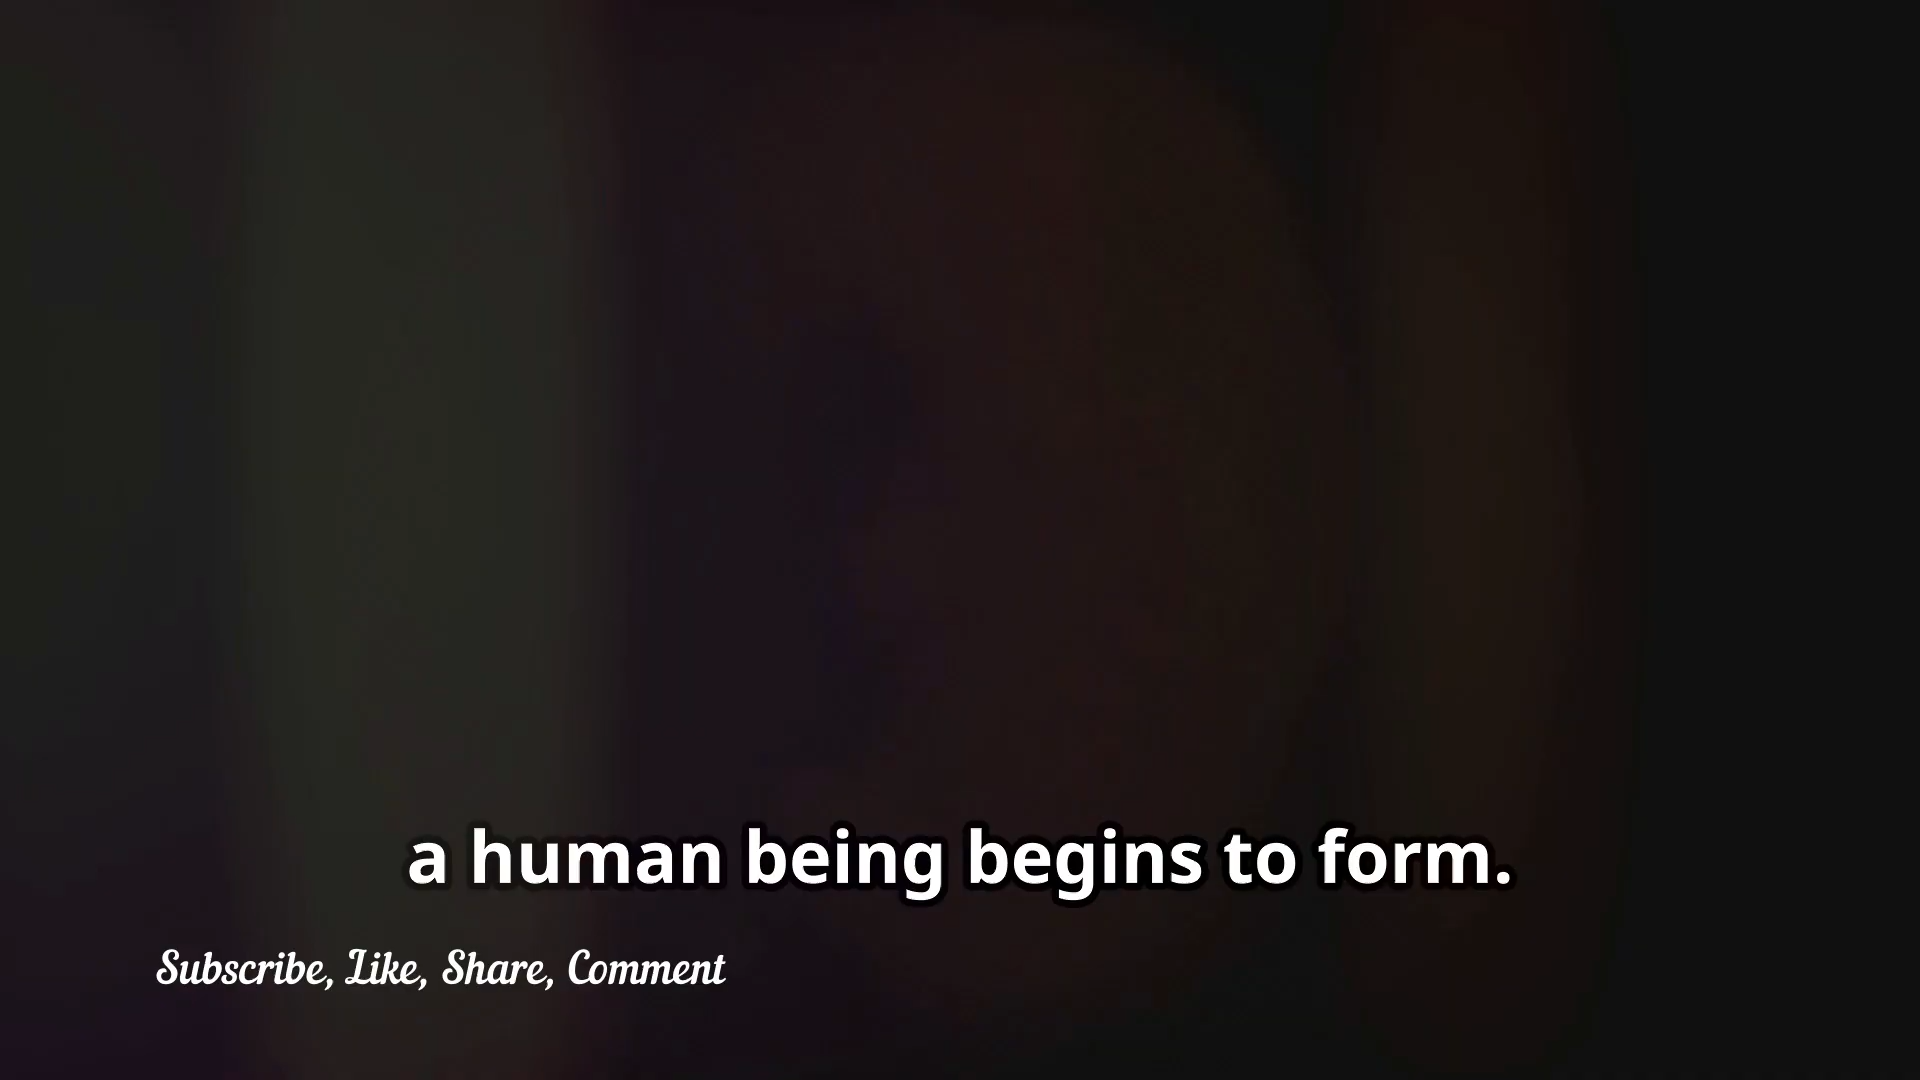 a human being begins to form.
Subscribe, Like, Share, Comment